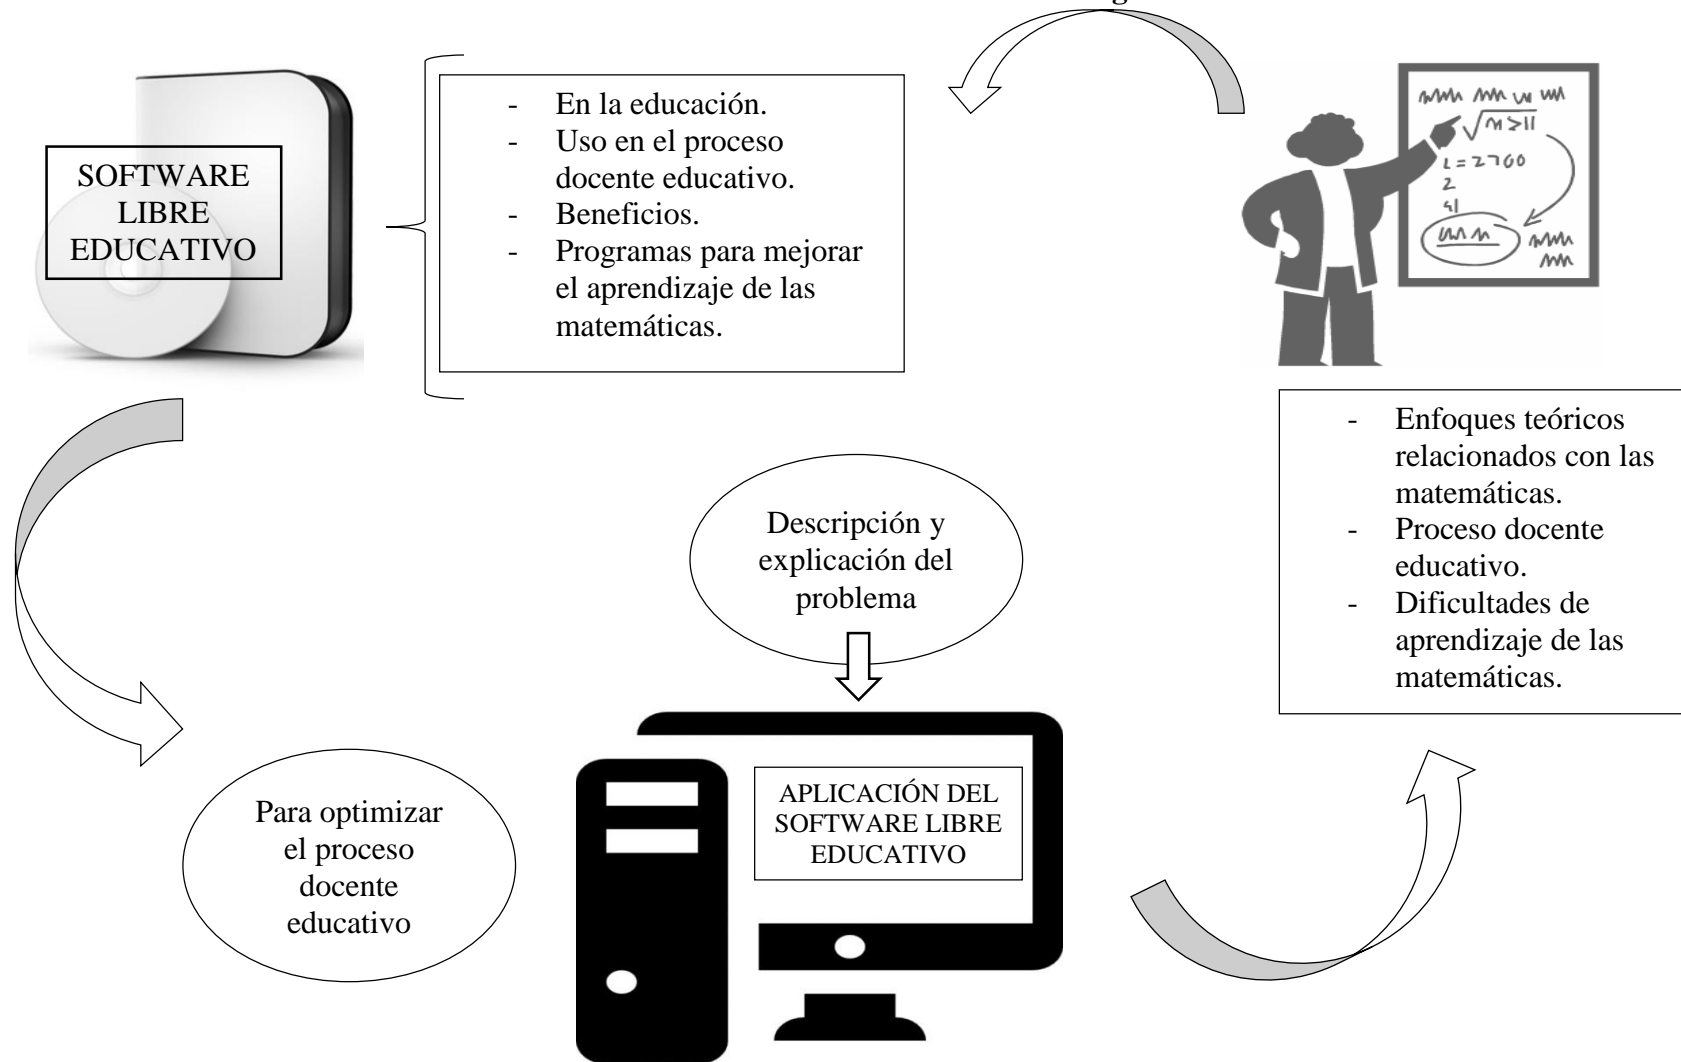 SOFTWARE
LIBRE
EDUCATIVO
- En la educación.
- Uso en el proceso
docente educativo.
- Beneficios.
- Programas para mejorar
el aprendizaje de las
matemáticas.
- Enfoques teóricos
relacionados con las
matemáticas.
- Proceso docente
educativo.
- Dificultades de
aprendizaje de las
matemáticas.
Descripción y
explicación del
problema
Para optimizar
el proceso
docente
educativo
APLICACIÓN DEL
SOFTWARE LIBRE
EDUCATIVO